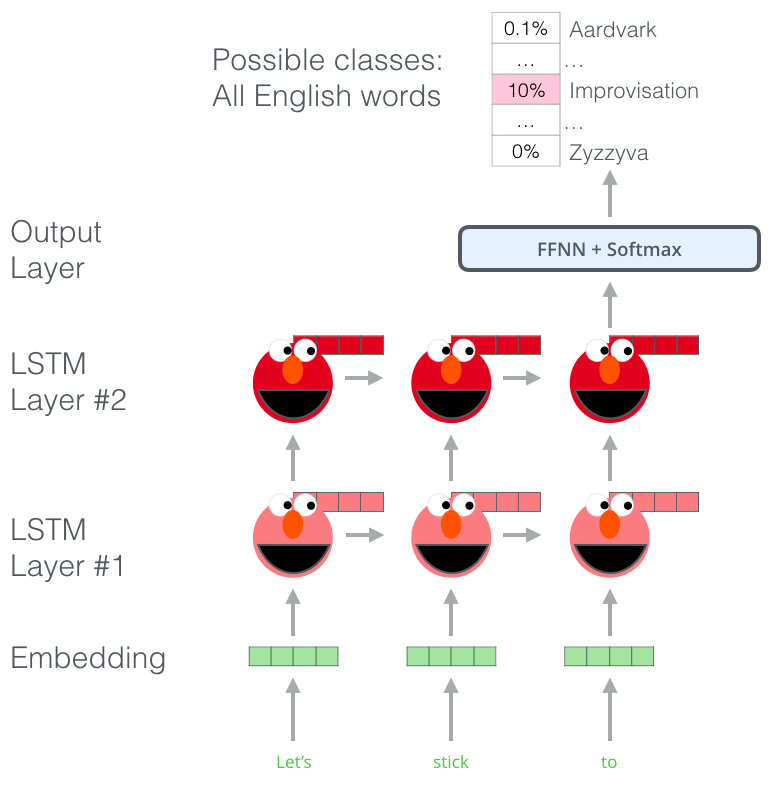 Possible classes:
All English words
0.1% Aardvark
... ...
10% Improvisation
... ...
0% Zyzzyva
Output
Layer
FFNN + Softmax
LSTM
Layer #2
LSTM
Layer #1
Embedding
Let’s stick to